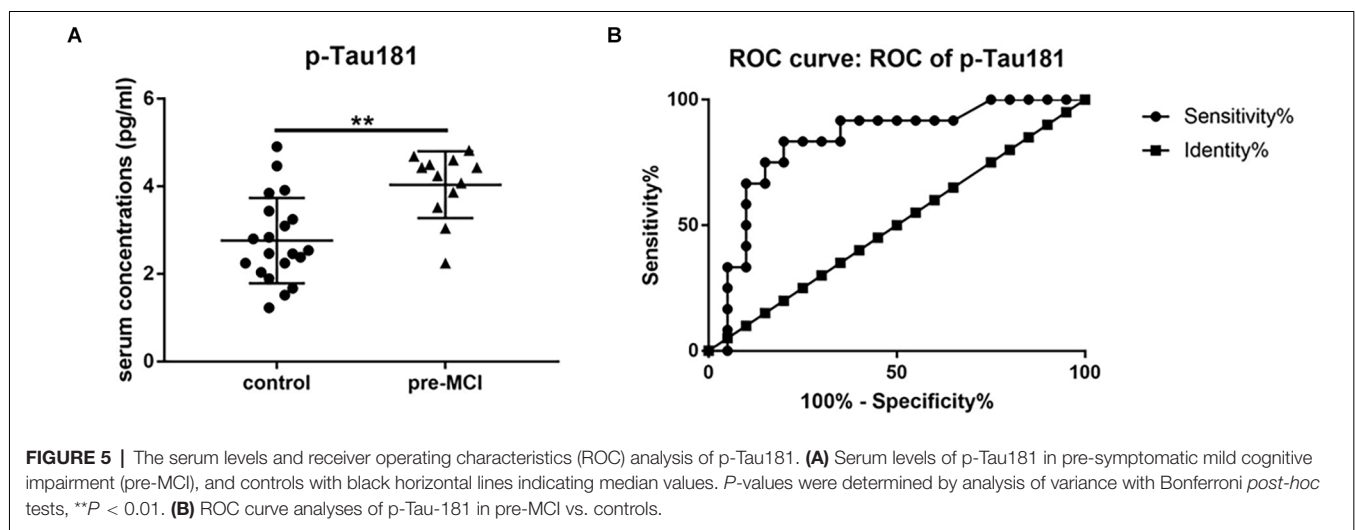 A
p-Tau181
serum concentrations (pg/ml)
6
4
2
0
**
control
pre-MCI
B
ROC curve: ROC of p-Tau181
Sensitivity%
100
50
0
0
50
100
100% - Specificity%
Sensitivity%
Identity%
FIGURE 5 | The serum levels and receiver operating characteristics (ROC) analysis of p-Tau181. (A) Serum levels of p-Tau181 in pre-symptomatic mild cognitive
impairment (pre-MCI), and controls with black horizontal lines indicating median values. P-values were determined by analysis of variance with Bonferroni post-hoc
tests, **P < 0.01. (B) ROC curve analyses of p-Tau-181 in pre-MCI vs. controls.